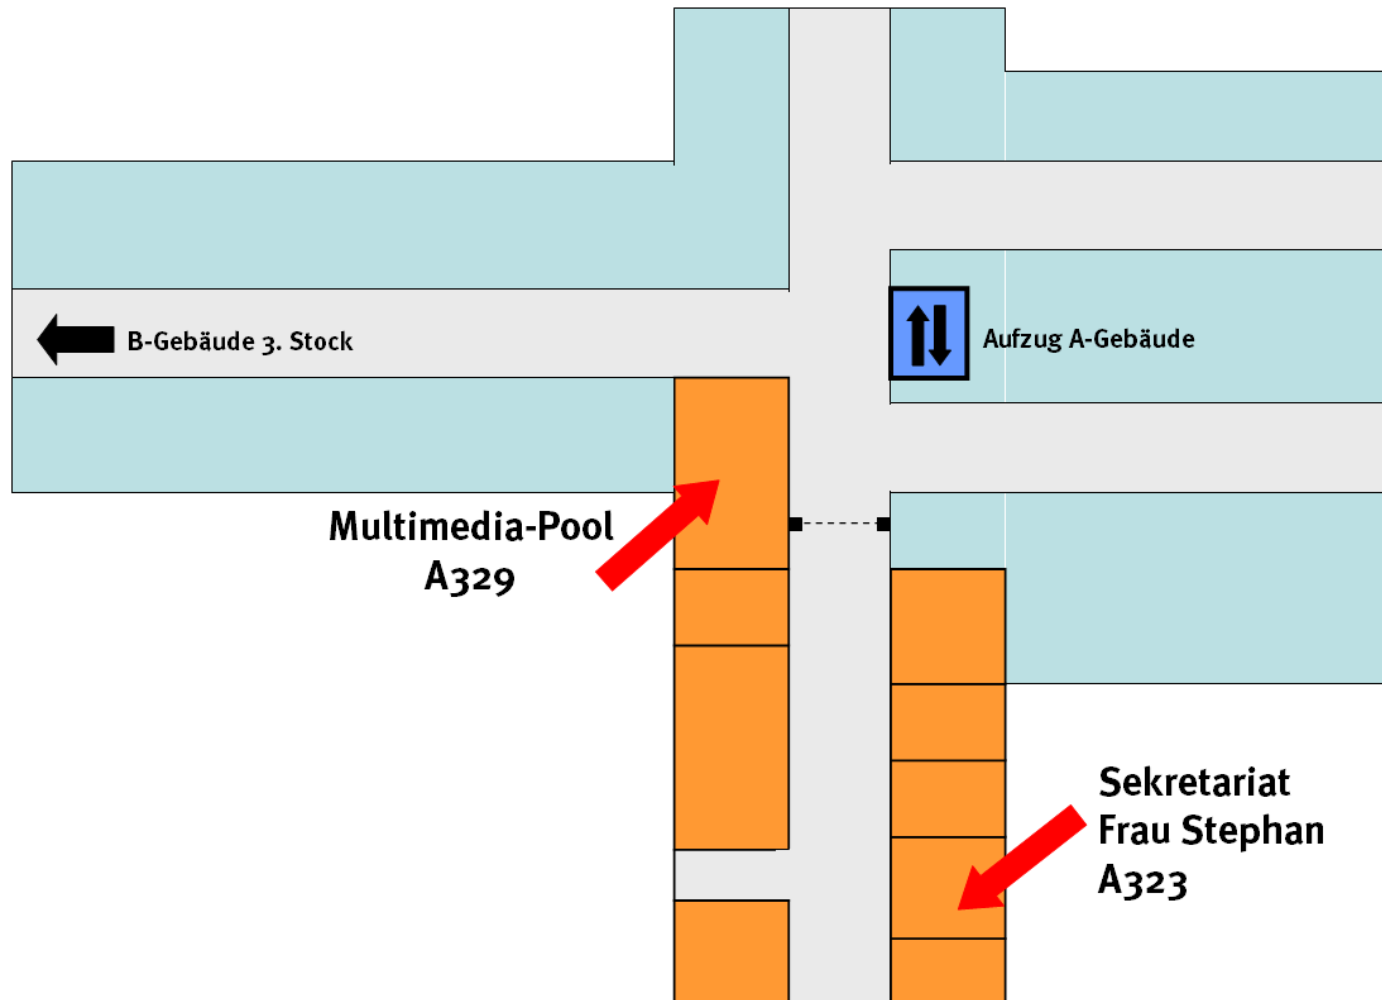 B-Gebäude 3. Stock
Aufzug A-Gebäude
Multimedia-Pool
A329
Sekretariat
Frau Stephan
A323